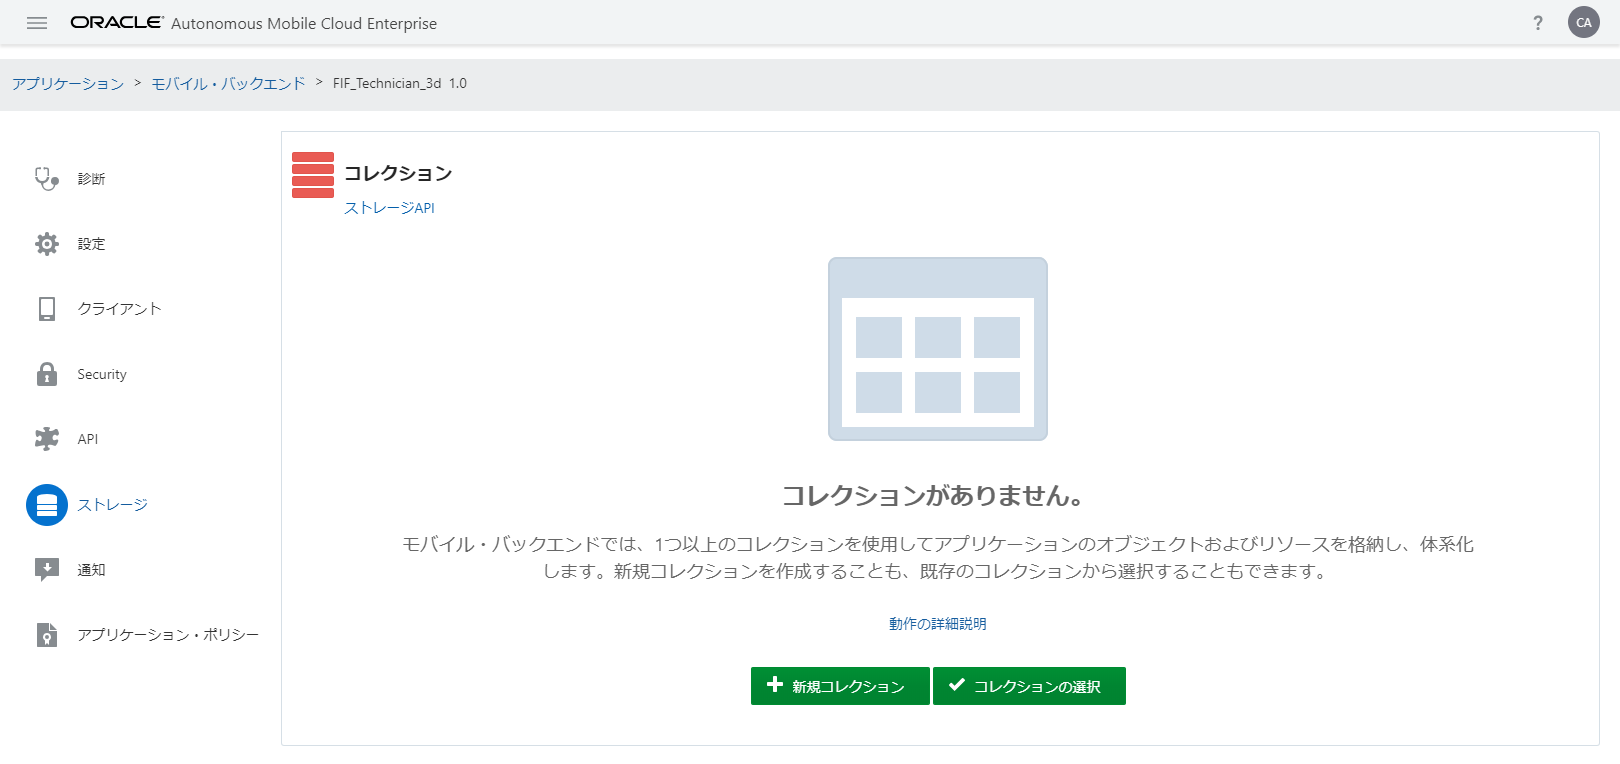 ORACLE® Autonomous Mobile Cloud Enterprise
?
CA
アプリケーション > モバイル・バックエンド > FIF_Technician_3d 1.0
診断
設定
クライアント
Security
API
ストレージ
通知
アプリケーション・ポリシー
コレクション
ストレージAPI
コレクションがありません。
モバイル・バックエンドでは、1つ以上のコレクションを使用してアプリケーションのオブジェクトおよびリソースを格納し、体系化
します。新規コレクションを作成することも、既存のコレクションから選択することもできます。
動作の詳細説明
新規コレクション
コレクションの選択